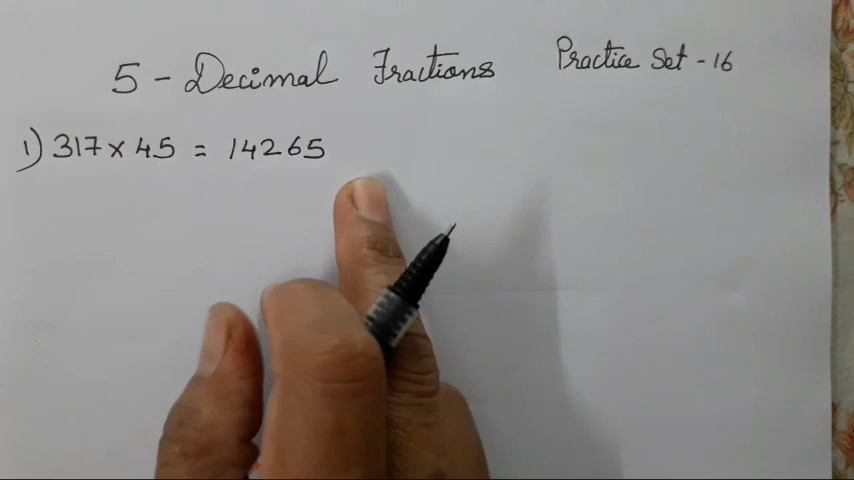 5 - Decimal Fractions Practice Set - 16
1) 317 × 45 = 14265